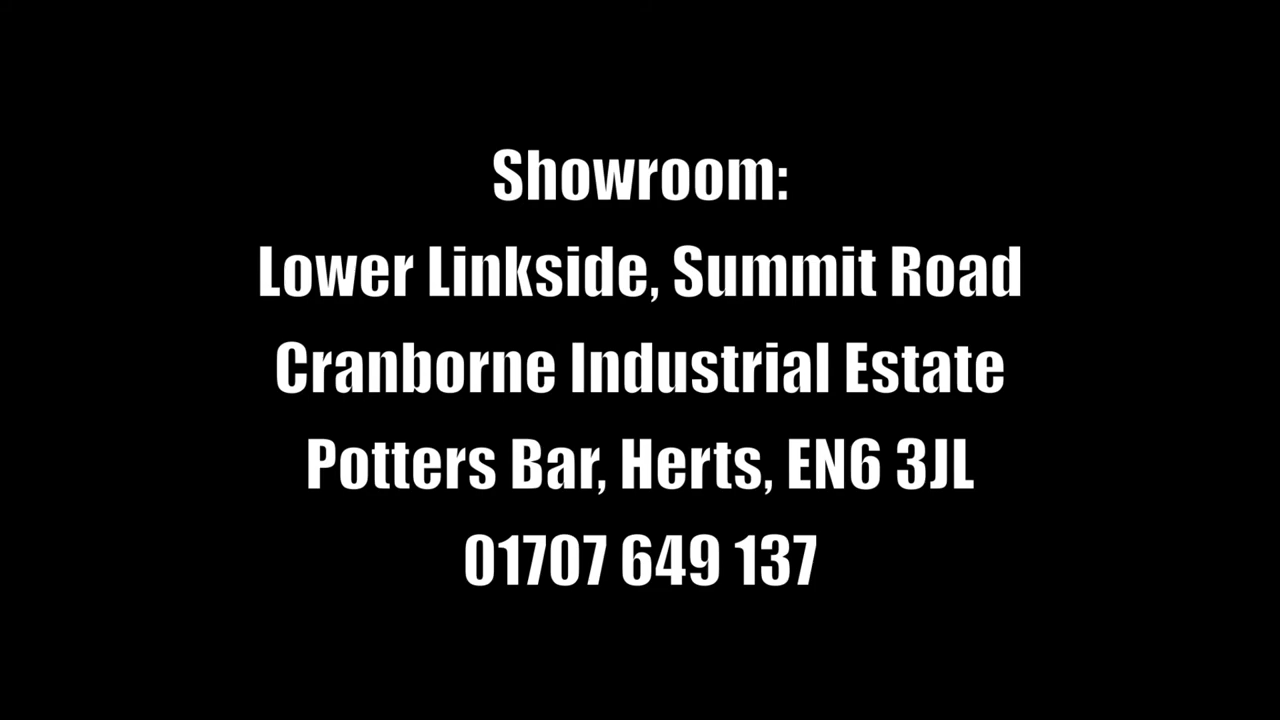 Showroom:
Lower Linkside, Summit Road
Cranborne Industrial Estate
Potters Bar, Herts, EN6 3JL
01707 649 137